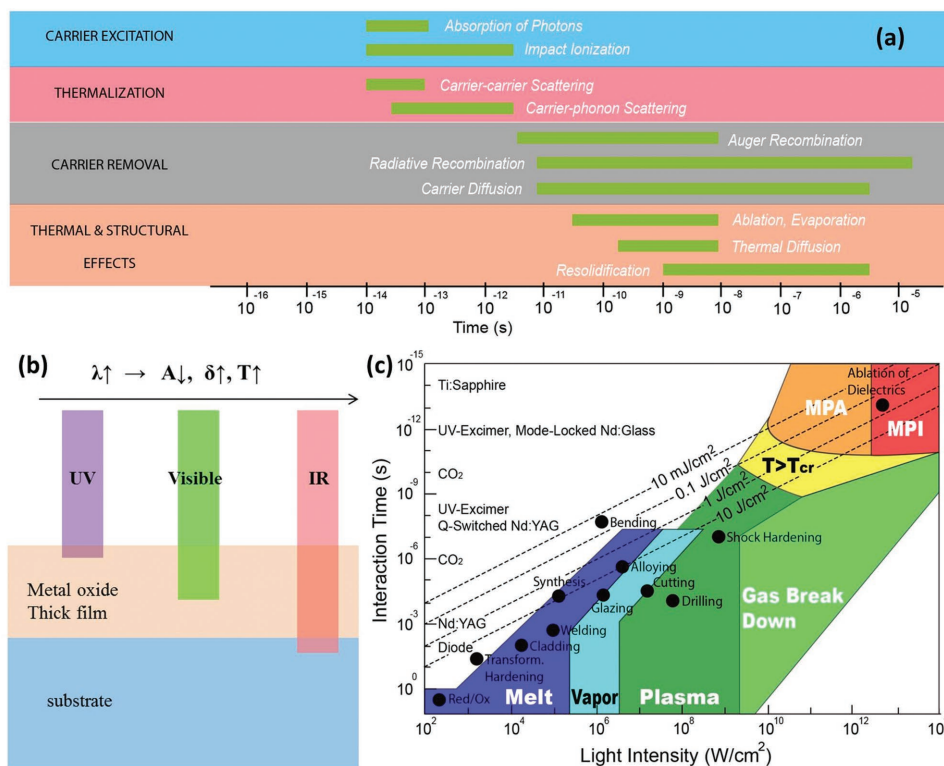 (a)
CARRIER EXCITATION
Absorption of Photons
Impact Ionization
THERMALIZATION
Carrier-carrier Scattering
Carrier-phonon Scattering
CARRIER REMOVAL
Auger Recombination
Radiative Recombination
Carrier Diffusion
THERMAL & STRUCTURAL
EFFECTS
Ablation, Evaporation
Thermal Diffusion
Resolidification
10⁻¹⁶ 10⁻¹⁵ 10⁻¹⁴ 10⁻¹³ 10⁻¹² 10⁻¹¹ 10⁻¹⁰ 10⁻⁹ 10⁻⁸ 10⁻⁷ 10⁻⁶ 10⁻⁵
Time (s)
(b)
λ↑ → A↓, δ↑, T↑
UV
Visible
IR
Metal oxide
Thick film
substrate
(c)
Interaction Time (s)
10⁻¹⁵
10⁻¹²
10⁻⁹
10⁻⁶
10⁻³
10⁰
Ti:Sapphire
UV-Excimer, Mode-Locked Nd:Glass
CO₂
UV-Excimer
Q-Switched Nd:YAG
CO₂
Nd:YAG
Diode
10 mJ/cm²
0.1 J/cm²
1 J/cm²
10 J/cm²
Ablation of
Dielectrics
MPA
MPI
T>Tcr
Bending
Shock Hardening
Alloying
Synthesis
Cutting
Glazing
Drilling
Gas Break
Down
Welding
Cladding
Transform.
Hardening
Red/Ox
Melt
Vapor
Plasma
10² 10⁴ 10⁶ 10⁸ 10¹⁰ 10¹² 10
Light Intensity (W/cm²)